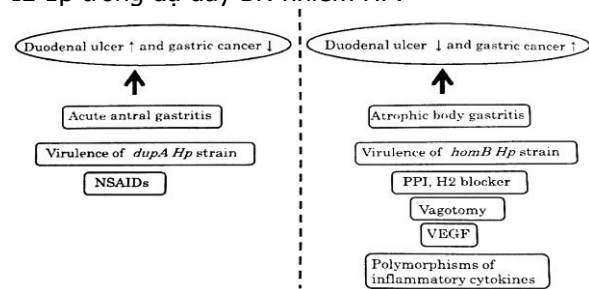 Duodenal ulcer ↑ and gastric cancer ↓
Acute antral gastritis
Virulence of dupA Hp strain
NSAIDs
Duodenal ulcer ↓ and gastric cancer ↑
Atrophic body gastritis
Virulence of homB Hp strain
PPI, H2 blocker
Vagotomy
VEGF
Polymorphisms of
inflammatory cytokines